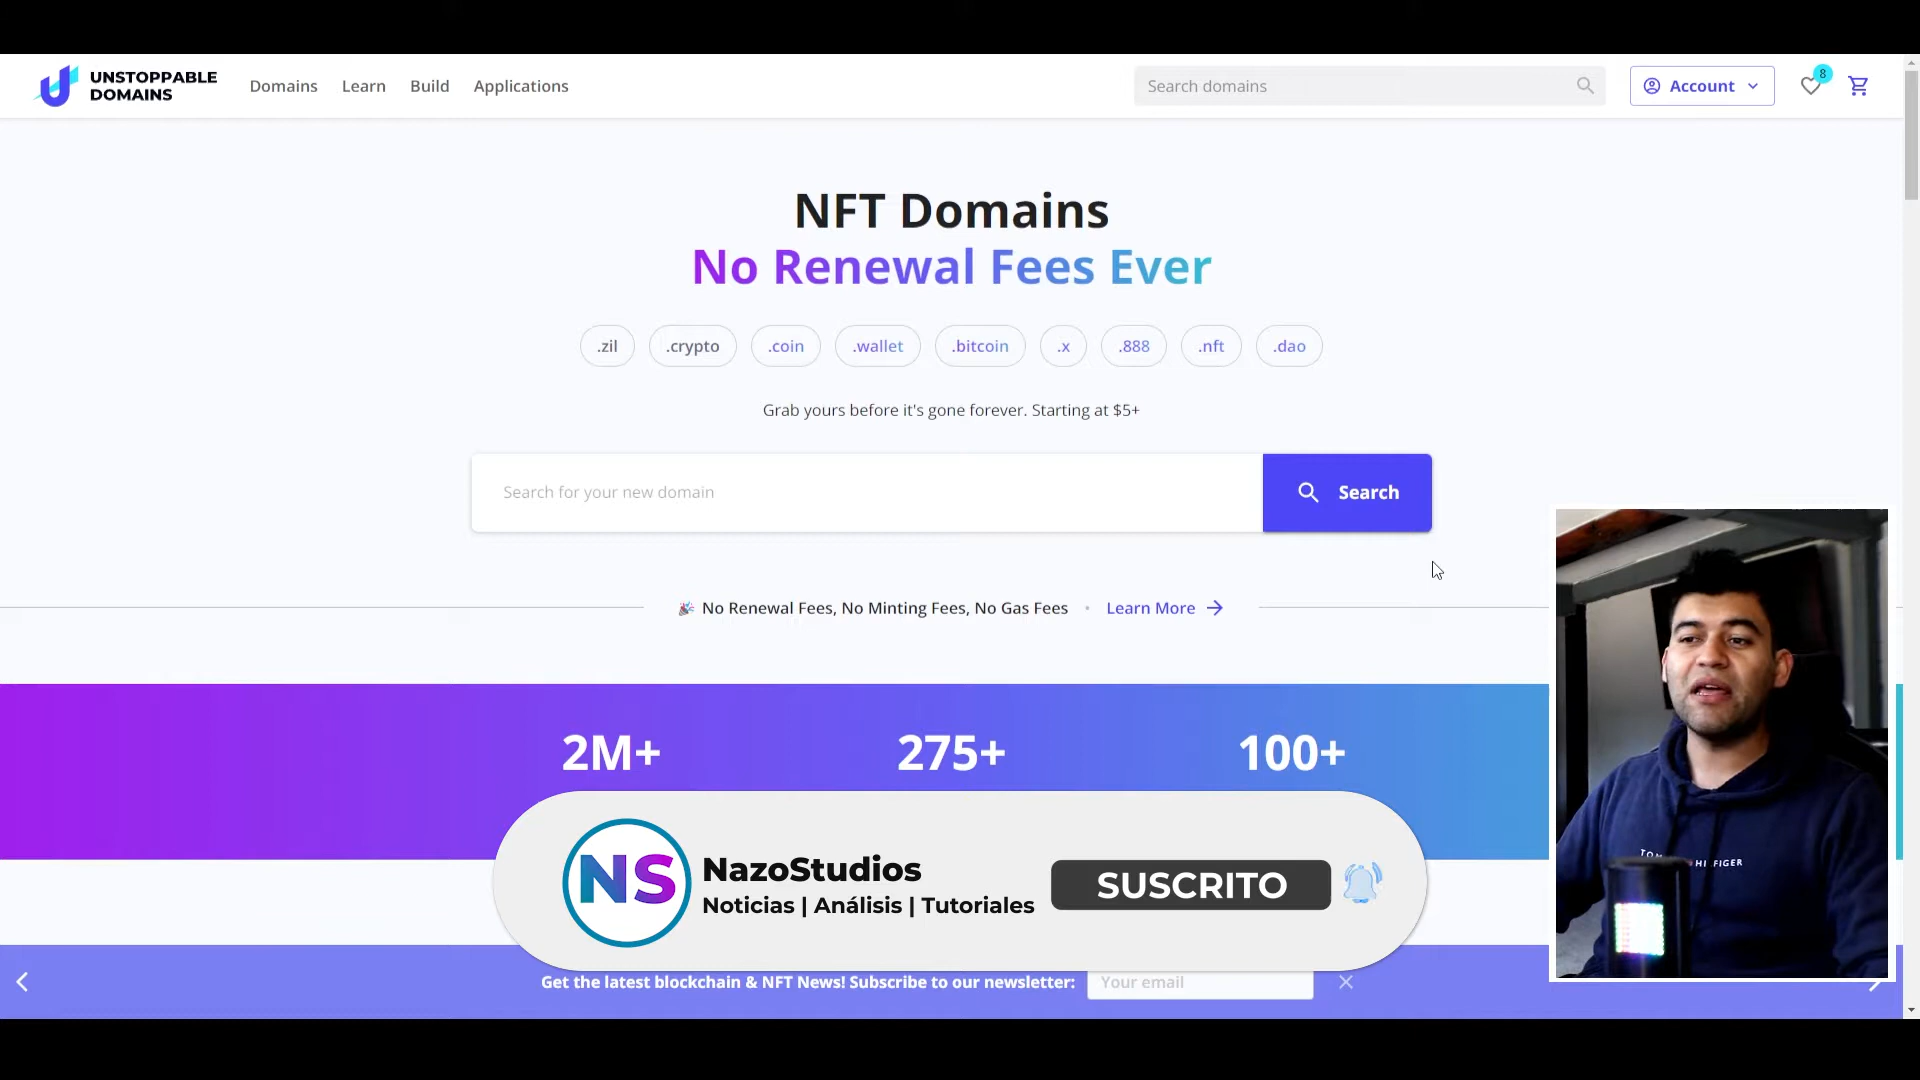 UNSTOPPABLE
DOMAINS
Domains
Learn
Build
Applications
Search domains
Account
8
NFT Domains
No Renewal Fees Ever
.zil
.crypto
.coin
.wallet
.bitcoin
.x
.888
.nft
.dao
Grab yours before it's gone forever. Starting at $5+
Search for your new domain
Search
No Renewal Fees, No Minting Fees, No Gas Fees • Learn More
2M+
275+
100+
NS
NazoStudios
Noticias | Análisis | Tutoriales
SUSCRITO
Get the latest blockchain & NFT News! Subscribe to our newsletter:
Your email